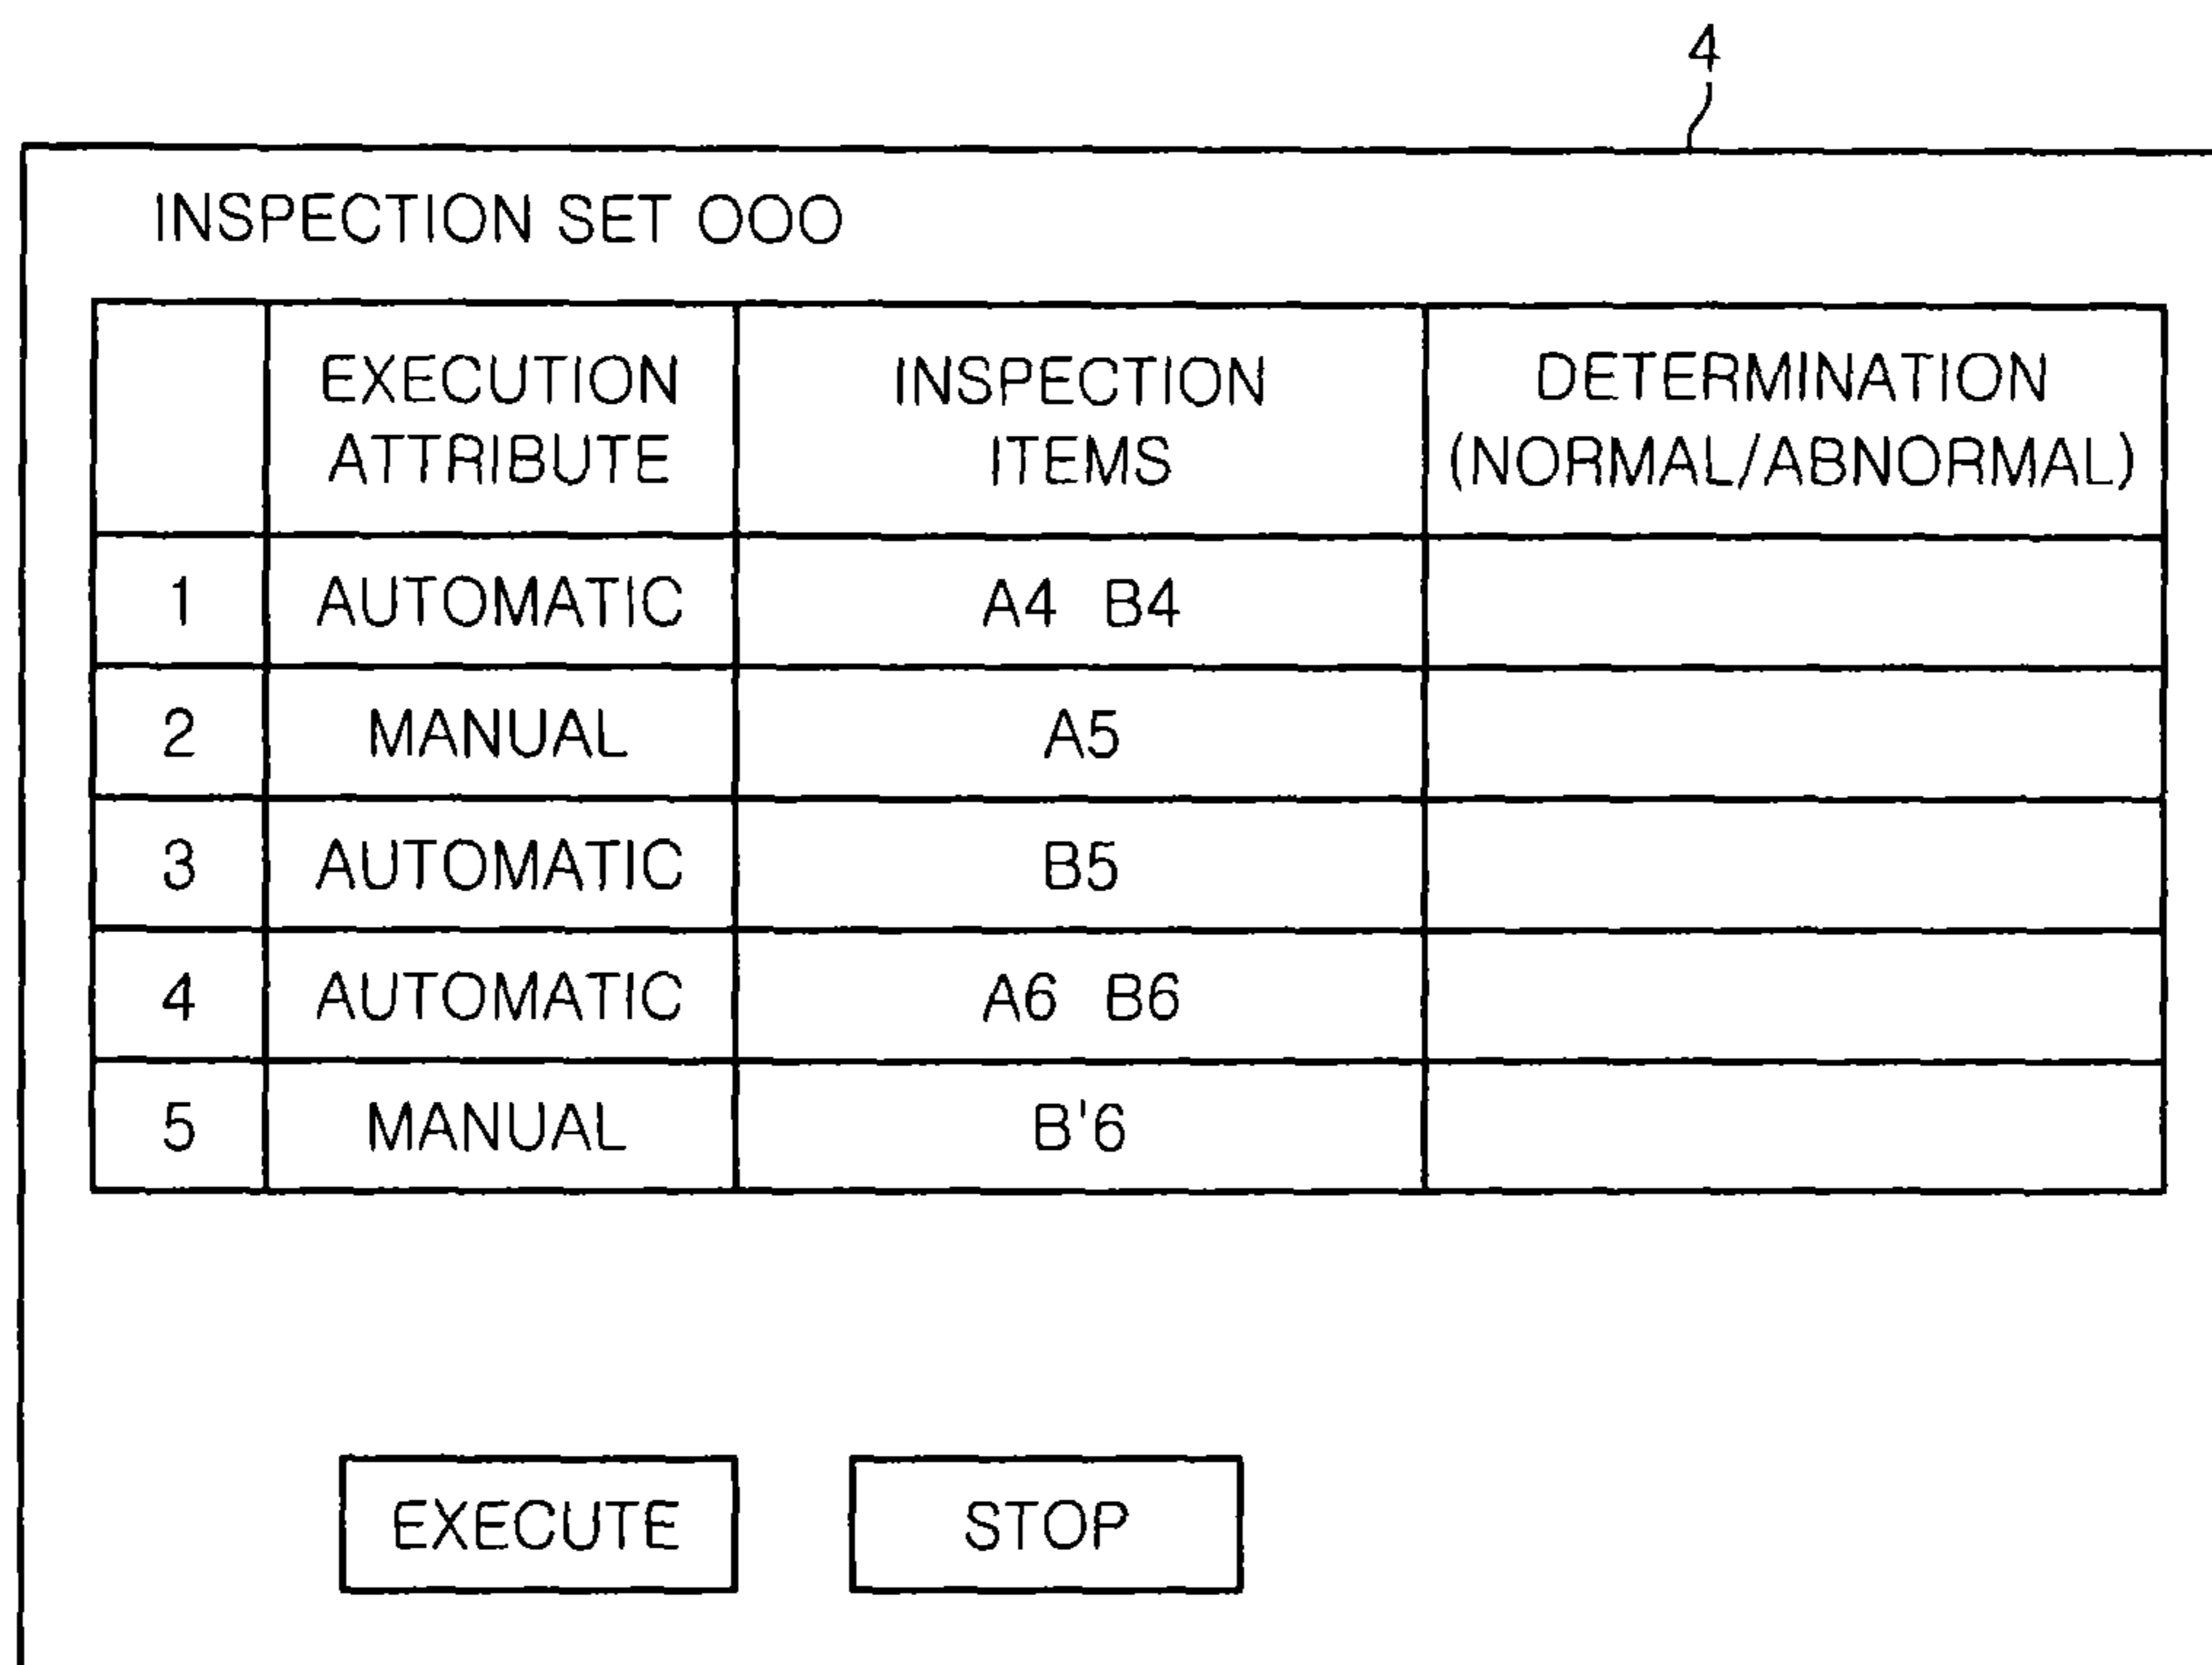 4
INSPECTION SET OOO
EXECUTION ATTRIBUTE INSPECTION ITEMS DETERMINATION (NORMAL/ABNORMAL)
1 AUTOMATIC A4 B4
2 MANUAL A5
3 AUTOMATIC B5
4 AUTOMATIC A6 B6
5 MANUAL B'6
EXECUTE STOP